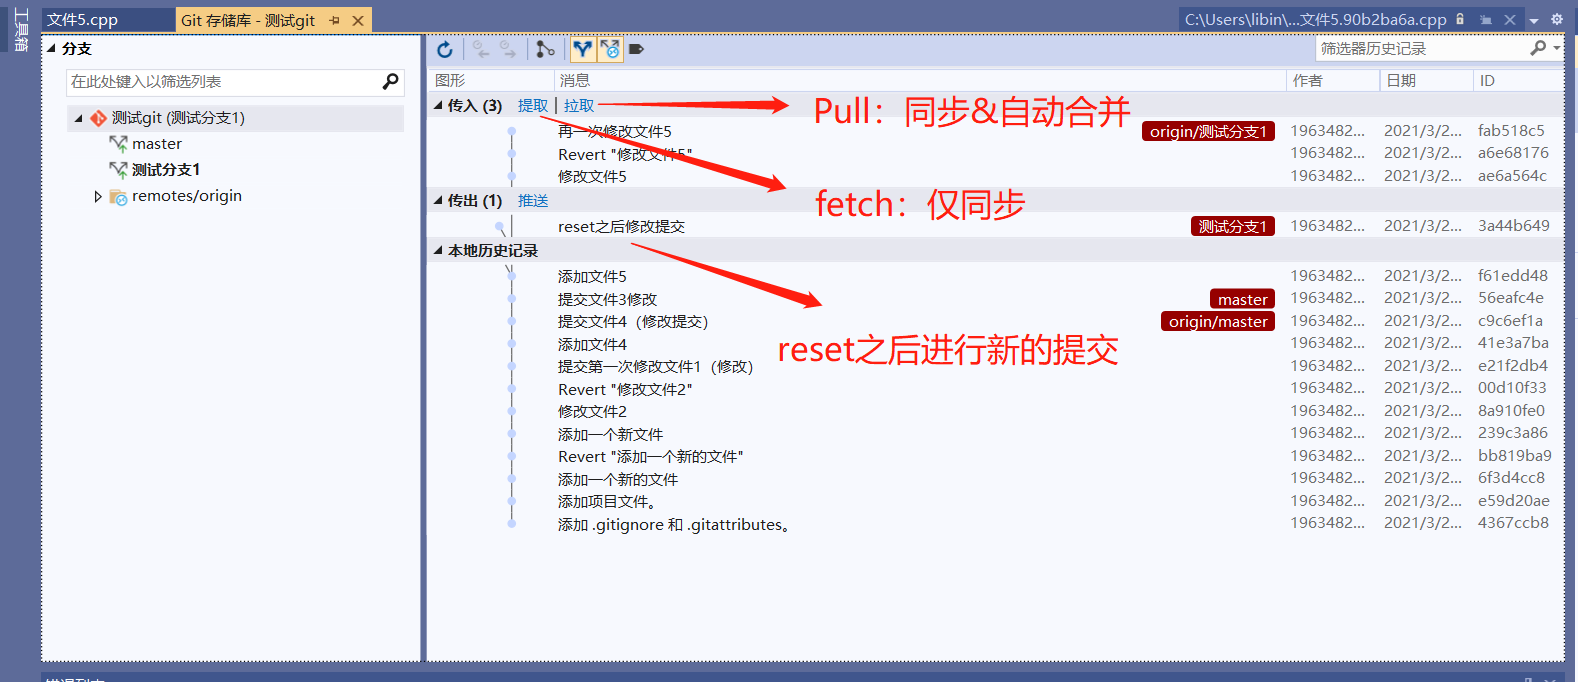 工具箱
文件5.cpp
Git 存储库 - 测试git
C:\Users\libin\...文件5.90b2ba6a.cpp
分支
在此处键入以筛选列表
测试git (测试分支1)
master
测试分支1
remotes/origin
筛选器历史记录
图形 消息 作者 日期 ID
传入 (3) 提取 | 拉取
Pull：同步&自动合并
再一次修改文件5 origin/测试分支1 1963482... 2021/3/2... fab518c5
Revert "修改文件5" 1963482... 2021/3/2... a6e68176
修改文件5 1963482... 2021/3/2... ae6a564c
传出 (1) 推送
fetch：仅同步
reset之后修改提交 测试分支1 1963482... 2021/3/2... 3a44b649
本地历史记录
添加文件5 1963482... 2021/3/2... f61edd48
提交文件3修改 master 1963482... 2021/3/2... 56eafc4e
提交文件4（修改提交） origin/master 1963482... 2021/3/2... c9c6ef1a
添加文件4 1963482... 2021/3/2... 41e3a7ba
reset之后进行新的提交
提交第一次修改文件1（修改） 1963482... 2021/3/2... e21f2db4
Revert "修改文件2" 1963482... 2021/3/2... 00d10f33
修改文件2 1963482... 2021/3/2... 8a910fe0
添加一个新文件 1963482... 2021/3/2... 239c3a86
Revert "添加一个新的文件" 1963482... 2021/3/2... bb819ba9
添加一个新的文件 1963482... 2021/3/2... 6f3d4cc8
添加项目文件。 1963482... 2021/3/2... e59d20ae
添加 .gitignore 和 .gitattributes。 1963482... 2021/3/2... 4367ccb8